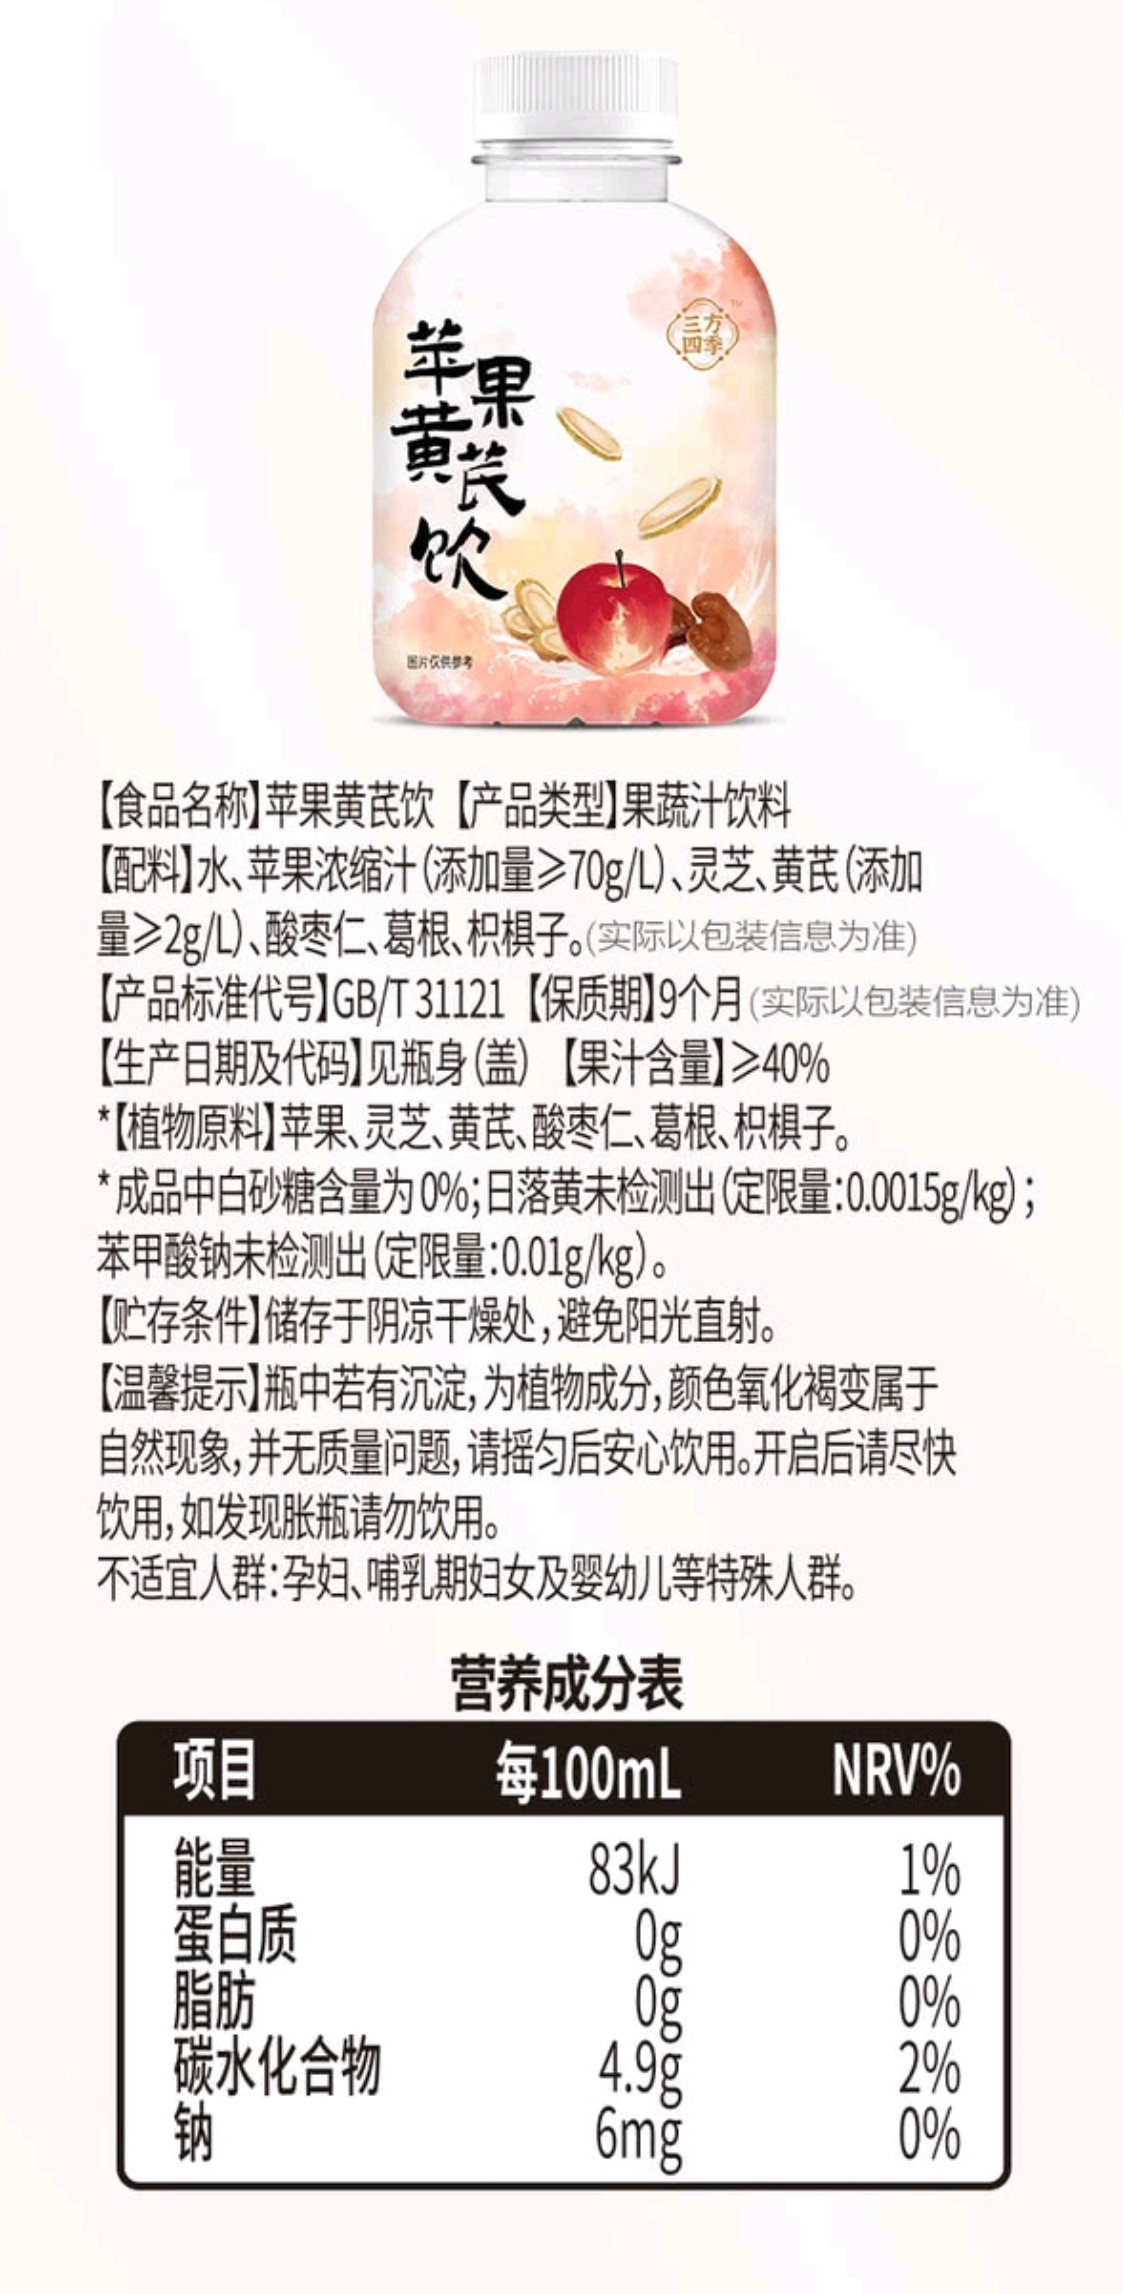 苹果
黄芪
饮
三方
四季
TM
图片仅供参考
【食品名称】苹果黄芪饮【产品类型】果蔬汁饮料
【配料】水、苹果浓缩汁(添加量≥70g/L)、灵芝、黄芪(添加
量≥2g/L)、酸枣仁、葛根、枳椇子。(实际以包装信息为准)
【产品标准代号】GB/T 31121【保质期】9个月(实际以包装信息为准)
【生产日期及代码】见瓶身(盖) 【果汁含量】≥40%
*【植物原料】苹果、灵芝、黄芪、酸枣仁、葛根、枳椇子。
*成品中白砂糖含量为0%;日落黄未检测出(定限量:0.0015g/kg);
苯甲酸钠未检测出(定限量:0.01g/kg)。
【贮存条件】储存于阴凉干燥处,避免阳光直射。
【温馨提示】瓶中若有沉淀,为植物成分,颜色氧化褐变属于
自然现象,并无质量问题,请摇匀后安心饮用。开启后请尽快
饮用,如发现胀瓶请勿饮用。
不适宜人群:孕妇、哺乳期妇女及婴幼儿等特殊人群。
营养成分表
项目 每100mL NRV%
能量 83kJ 1%
蛋白质 0g 0%
脂肪 0g 0%
碳水化合物 4.9g 2%
钠 6mg 0%